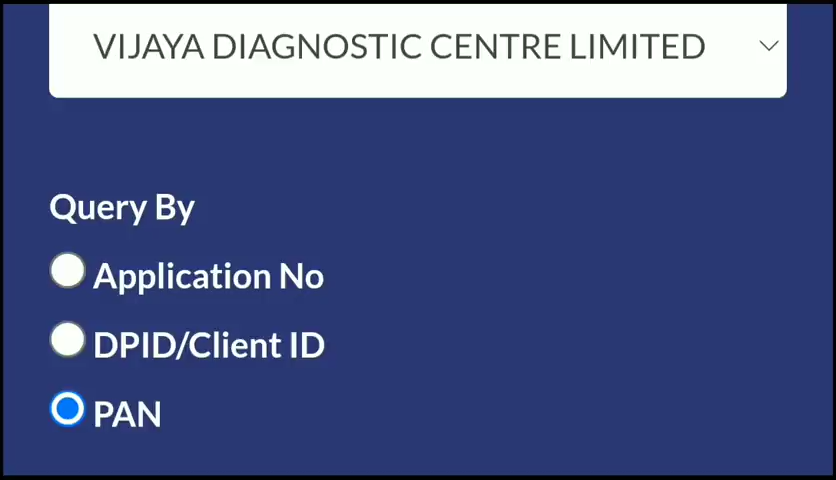 VIJAYA DIAGNOSTIC CENTRE LIMITED
Query By
Application No
DPID/Client ID
PAN